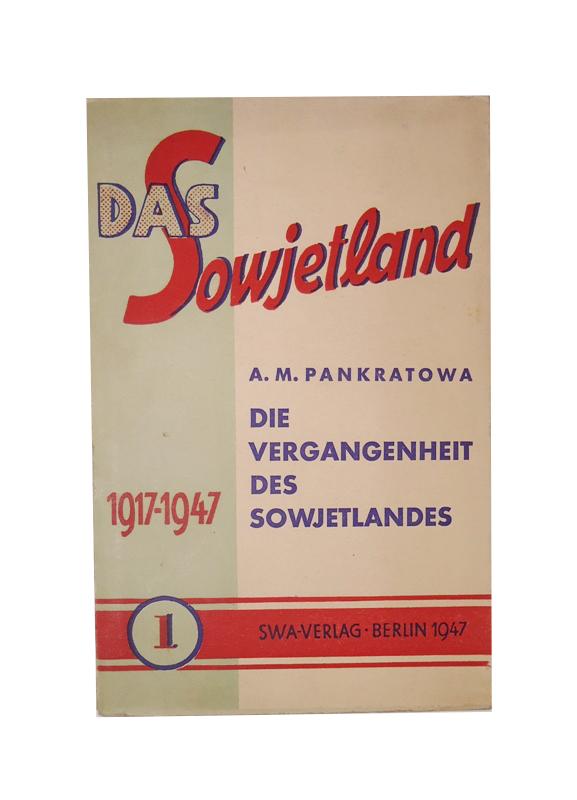 DAS
Sowjetland
A. M. PANKRATOWA
DIE
VERGANGENHEIT
DES
SOWJETLANDES
1917-1947
1
SWA-VERLAG · BERLIN 1947